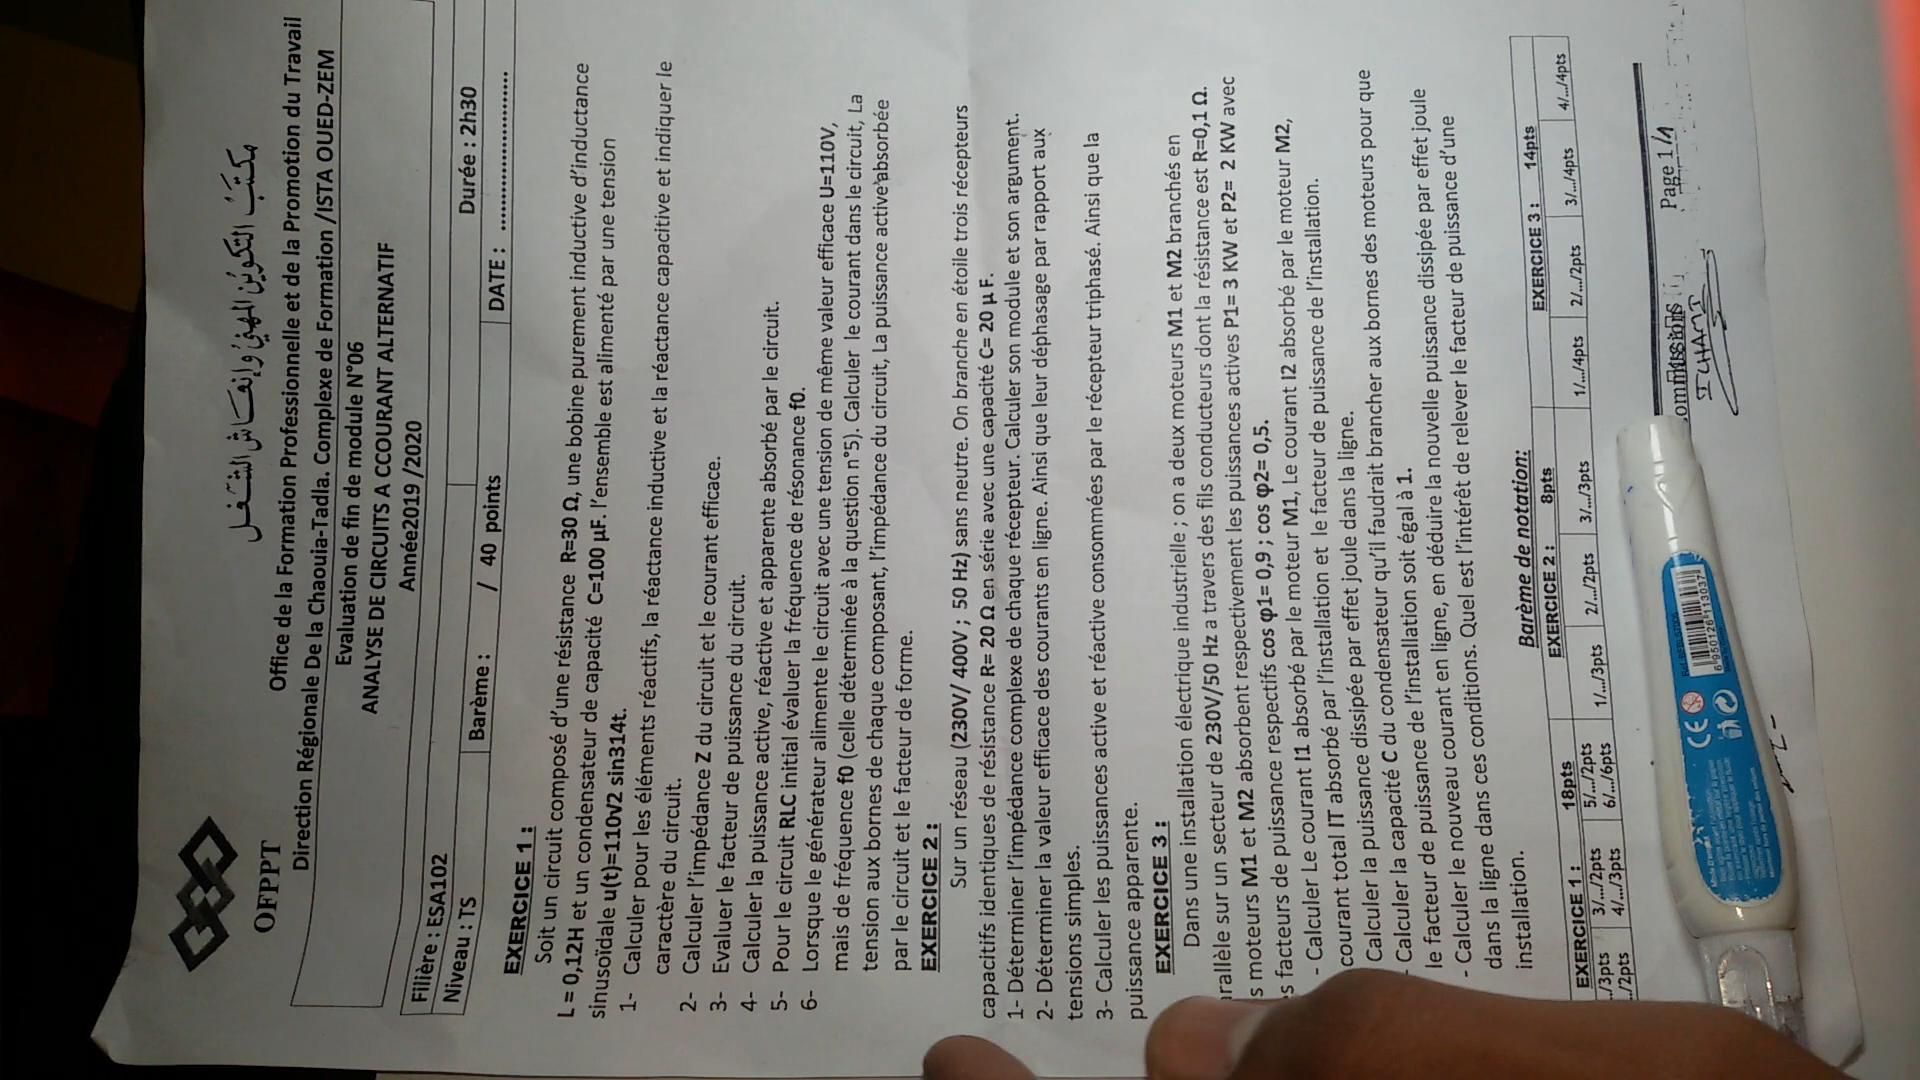 مكتب التكوين المهني وإنعاش الشغل
OFPPT
Office de la Formation Professionnelle et de la Promotion du Travail
Direction Régionale De la Chaouia-Tadla. Complexe de Formation /ISTA OUED-ZEM
Evaluation de fin de module N°06
ANALYSE DE CIRCUITS A CCOURANT ALTERNATIF
Année2019 /2020
Filière : ESA102
Durée : 2h30
Niveau : TS
Barème : / 40 points
DATE : ........................
EXERCICE 1 :
Soit un circuit composé d'une résistance R=30 Ω, une bobine purement inductive d'inductance
L = 0,12H et un condensateur de capacité C=100 µF. l'ensemble est alimenté par une tension
sinusoïdale u(t)=110v2 sin314t.
1- Calculer pour les éléments réactifs, la réactance inductive et la réactance capacitive et indiquer le
caractère du circuit.
2- Calculer l'impédance Z du circuit et le courant efficace.
3- Evaluer le facteur de puissance du circuit.
4- Calculer la puissance active, réactive et apparente absorbé par le circuit.
5- Pour le circuit RLC initial évaluer la fréquence de résonance f0.
6- Lorsque le générateur alimente le circuit avec une tension de même valeur efficace U=110V,
mais de fréquence f0 (celle déterminée à la question n°5). Calculer le courant dans le circuit, La
tension aux bornes de chaque composant, l'impédance du circuit, La puissance active absorbée
par le circuit et le facteur de forme.
EXERCICE 2 :
Sur un réseau (230V/ 400V ; 50 Hz) sans neutre. On branche en étoile trois récepteurs
capacitifs identiques de résistance R= 20 Ω en série avec une capacité C= 20 µ F.
1- Déterminer l'impédance complexe de chaque récepteur. Calculer son module et son argument.
2- Déterminer la valeur efficace des courants en ligne. Ainsi que leur déphasage par rapport aux
tensions simples.
3- Calculer les puissances active et réactive consommées par le récepteur triphasé. Ainsi que la
puissance apparente.
EXERCICE 3 :
Dans une installation électrique industrielle ; on a deux moteurs M1 et M2 branchés en
rallèle sur un secteur de 230V/50 Hz a travers des fils conducteurs dont la résistance est R=0,1 Ω.
s moteurs M1 et M2 absorbent respectivement les puissances actives P1= 3 KW et P2= 2 KW avec
s facteurs de puissance respectifs cos φ1= 0,9 ; cos φ2= 0,5.
- Calculer Le courant I1 absorbé par le moteur M1, Le courant I2 absorbé par le moteur M2,
courant total IT absorbé par l'installation et le facteur de puissance de l'installation.
Calculer la puissance dissipée par effet joule dans la ligne.
- Calculer la capacité C du condensateur qu'il faudrait brancher aux bornes des moteurs pour que
le facteur de puissance de l'installation soit égal à 1.
- Calculer le nouveau courant en ligne, en déduire la nouvelle puissance dissipée par effet joule
dans la ligne dans ces conditions. Quel est l'intérêt de relever le facteur de puissance d'une
installation.
Barème de notation:
EXERCICE 1 : 18pts EXERCICE 2 : 8pts EXERCICE 3 : 14pts
../3pts 3/.../2pts 5/.../2pts 1/.../3pts 2/.../2pts 3/.../3pts 1/.../4pts 2/.../2pts 3/.../4pts 4/.../4pts
../2pts 4/.../3pts 6/.../6pts
Page 1/1
CE
6950126113037